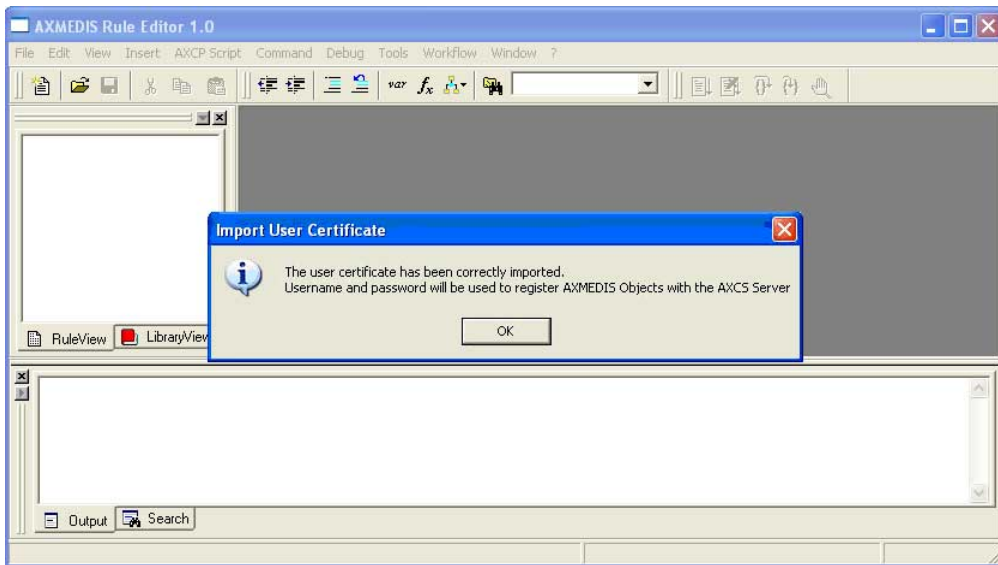 AXMEDIS Rule Editor 1.0
File Edit View Insert AXCP Script Command Debug Tools Workflow Window ?
var fx
Import User Certificate
The user certificate has been correctly imported.
Username and password will be used to register AXMEDIS Objects with the AXCS Server
OK
RuleView LibraryView
Output Search